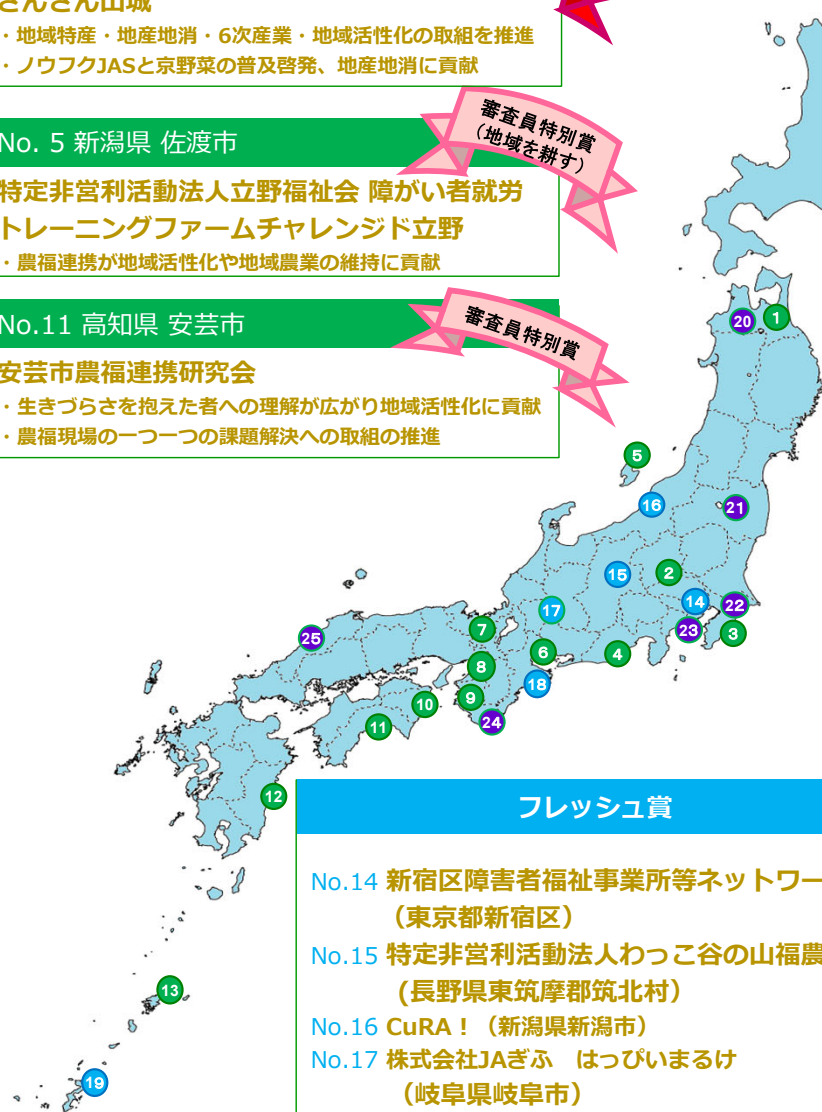 さんさん山城
・地域特産・地産地消・6次産業・地域活性化の取組を推進
・ノウフクJASと京野菜の普及啓発、地産地消に貢献
No. 5 新潟県 佐渡市
審査員特別賞
（地域を耕す）
特定非営利活動法人立野福祉会 障がい者就労
トレーニングファームチャレンジド立野
・農福連携が地域活性化や地域農業の維持に貢献
No.11 高知県 安芸市
審査員特別賞
安芸市農福連携研究会
・生きづらさを抱えた者への理解が広がり地域活性化に貢献
・農福現場の一つ一つの課題解決への取組の推進
20
1
5
16
21
15
2
14
22
17
23
3
25
7
6
4
8
18
9
10
24
11
12
13
19
フレッシュ賞
No.14 新宿区障害者福祉事業所等ネットワー
（東京都新宿区）
No.15 特定非営利活動法人わっこ谷の山福農
(長野県東筑摩郡筑北村）
No.16 CuRA！（新潟県新潟市）
No.17 株式会社JAぎふ　はっぴいまるけ
（岐阜県岐阜市）